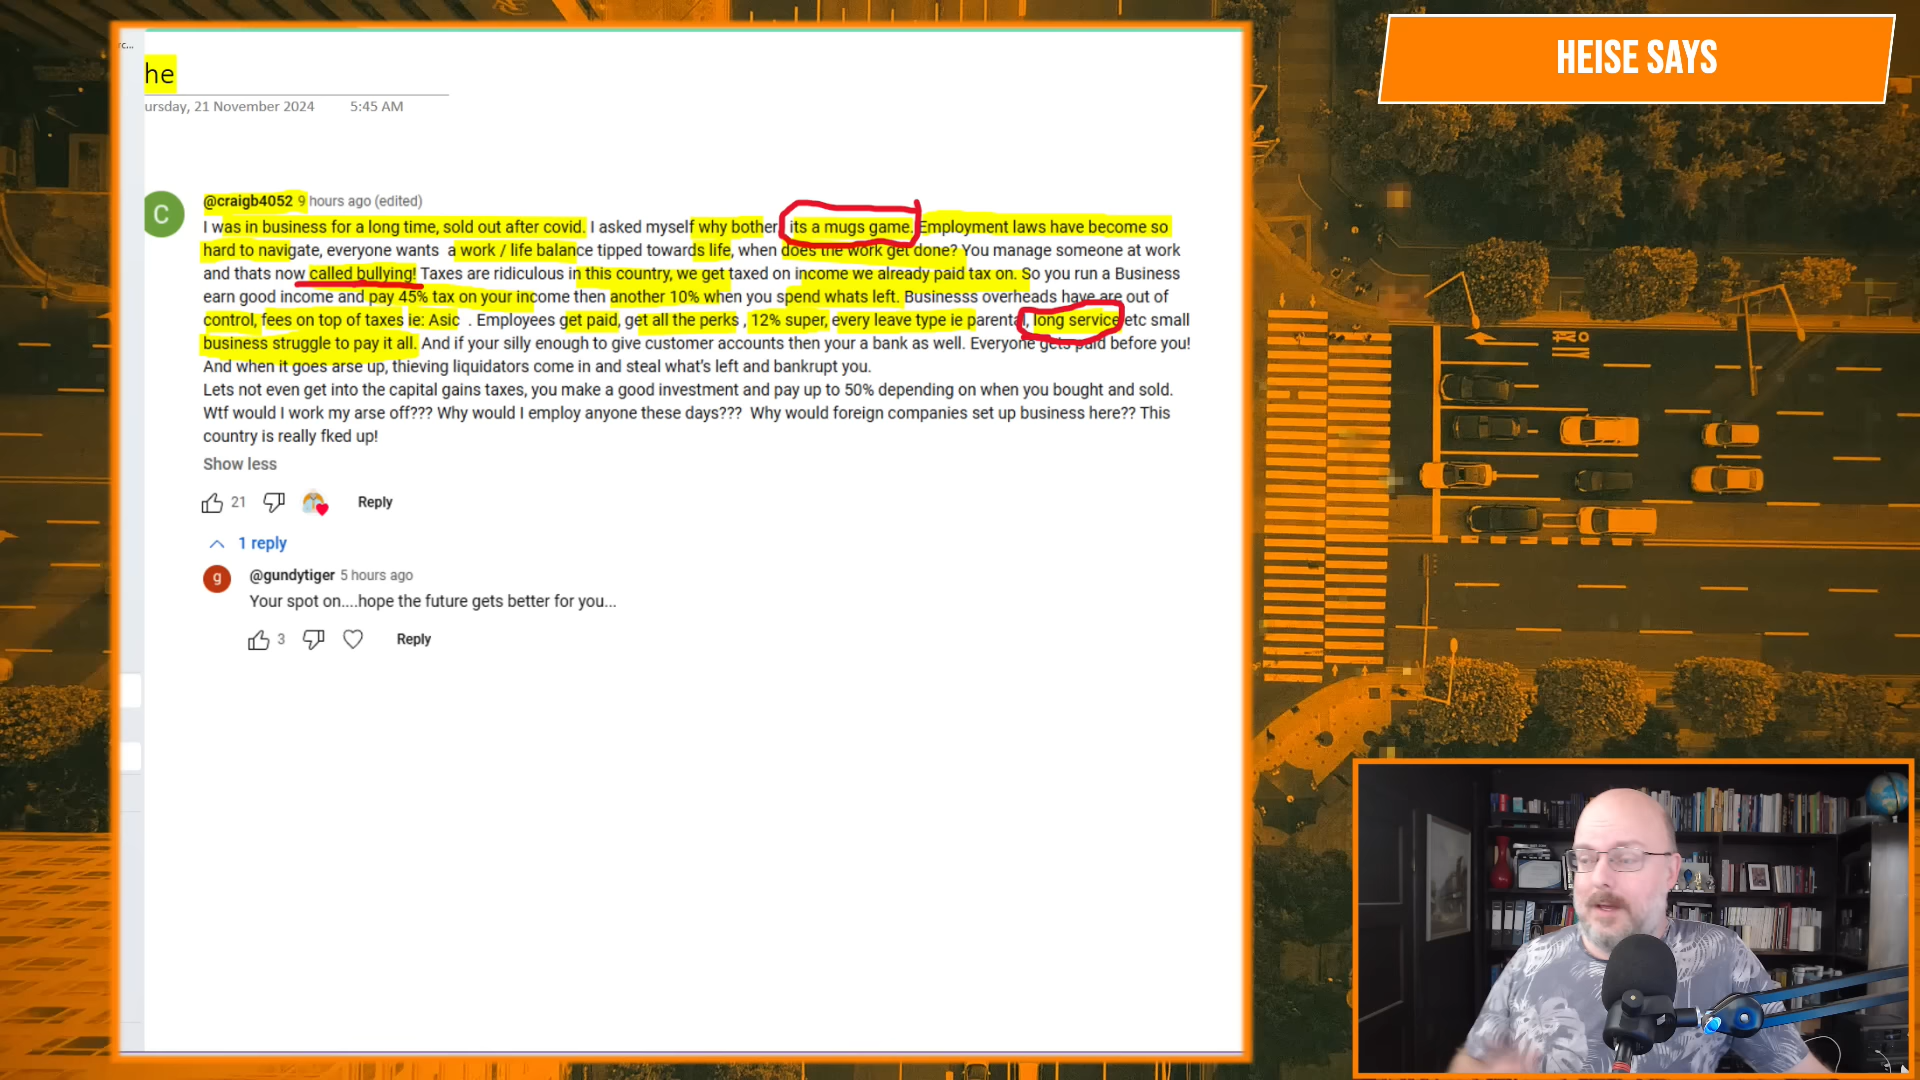 HEISE SAYS
rc...
he
ursday, 21 November 2024 5:45 AM
C
@craigb4052 9 hours ago (edited)
I was in business for a long time, sold out after covid. I asked myself why bother, its a mugs game. Employment laws have become so
hard to navigate, everyone wants a work / life balance tipped towards life, when does the work get done? You manage someone at work
and thats now called bullying! Taxes are ridiculous in this country, we get taxed on income we already paid tax on. So you run a Business
earn good income and pay 45% tax on your income then another 10% when you spend whats left. Businesss overheads have are out of
control, fees on top of taxes ie: Asic . Employees get paid, get all the perks , 12% super, every leave type ie parental, long service etc small
business struggle to pay it all. And if your silly enough to give customer accounts then your a bank as well. Everyone gets paid before you!
And when it goes arse up, thieving liquidators come in and steal what's left and bankrupt you.
Lets not even get into the capital gains taxes, you make a good investment and pay up to 50% depending on when you bought and sold.
Wtf would I work my arse off??? Why would I employ anyone these days??? Why would foreign companies set up business here?? This
country is really fked up!
Show less
21 Reply
1 reply
g
@gundytiger 5 hours ago
Your spot on....hope the future gets better for you...
3 Reply